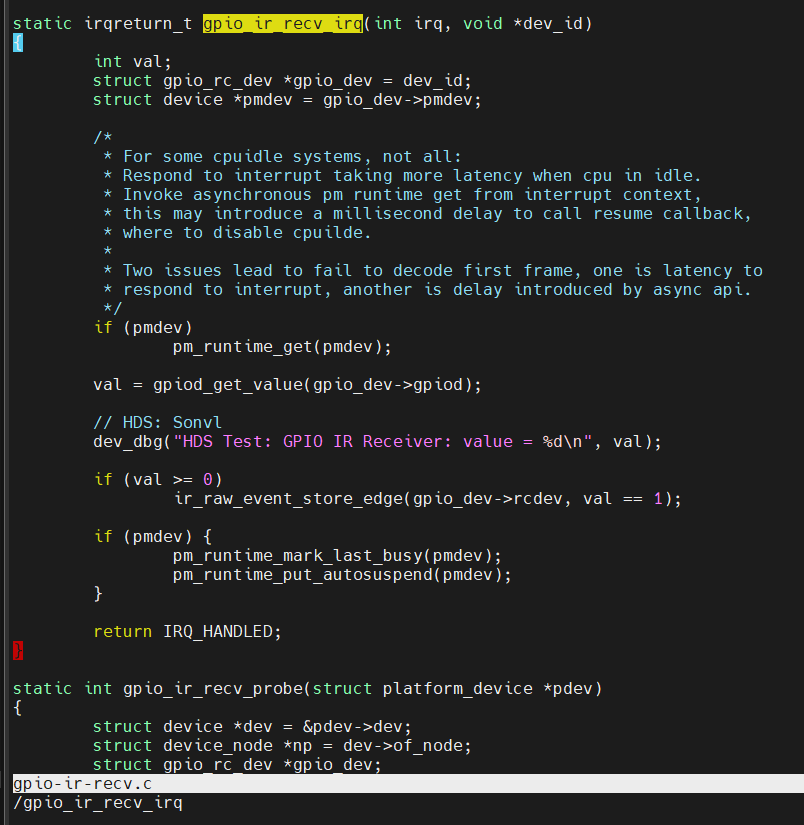 static irqreturn_t gpio_ir_recv_irq(int irq, void *dev_id)
{
        int val;
        struct gpio_rc_dev *gpio_dev = dev_id;
        struct device *pmdev = gpio_dev->pmdev;

        /*
         * For some cpuidle systems, not all:
         * Respond to interrupt taking more latency when cpu in idle.
         * Invoke asynchronous pm runtime get from interrupt context,
         * this may introduce a millisecond delay to call resume callback,
         * where to disable cpuilde.
         *
         * Two issues lead to fail to decode first frame, one is latency to
         * respond to interrupt, another is delay introduced by async api.
         */
        if (pmdev)
                pm_runtime_get(pmdev);

        val = gpiod_get_value(gpio_dev->gpiod);

        // HDS: Sonvl
        dev_dbg("HDS Test: GPIO IR Receiver: value = %d\n", val);

        if (val >= 0)
                ir_raw_event_store_edge(gpio_dev->rcdev, val == 1);

        if (pmdev) {
                pm_runtime_mark_last_busy(pmdev);
                pm_runtime_put_autosuspend(pmdev);
        }

        return IRQ_HANDLED;
}

static int gpio_ir_recv_probe(struct platform_device *pdev)
{
        struct device *dev = &pdev->dev;
        struct device_node *np = dev->of_node;
        struct gpio_rc_dev *gpio_dev;
gpio-ir-recv.c
/gpio_ir_recv_irq